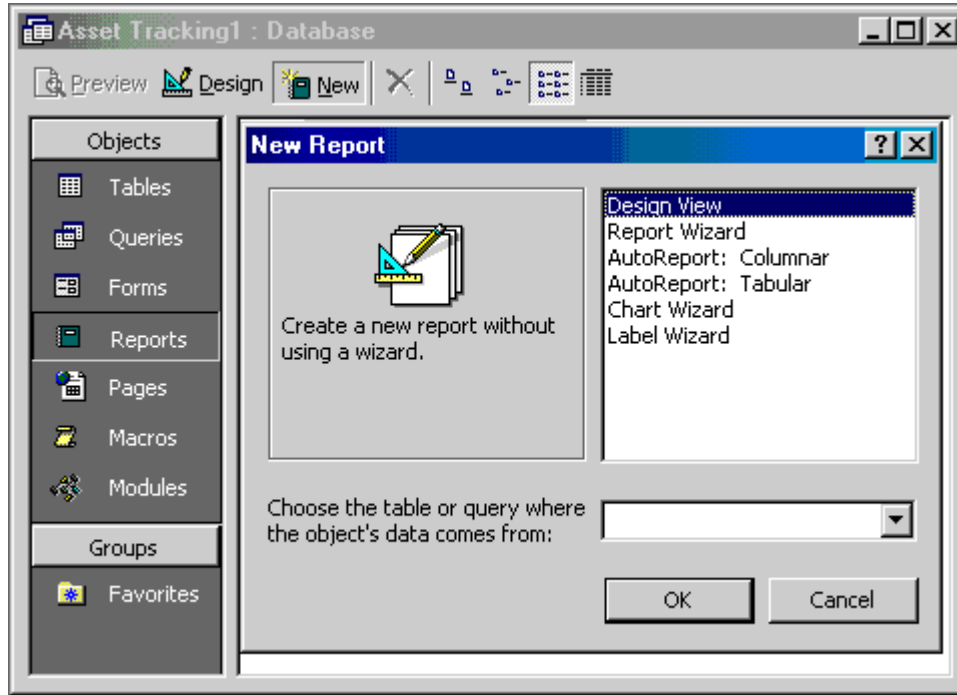 Asset Tracking1 : Database
Preview Design New
Objects
Tables
Queries
Forms
Reports
Pages
Macros
Modules
Groups
Favorites
New Report
Create a new report without
using a wizard.
Design View
Report Wizard
AutoReport: Columnar
AutoReport: Tabular
Chart Wizard
Label Wizard
Choose the table or query where
the object's data comes from:
OK Cancel